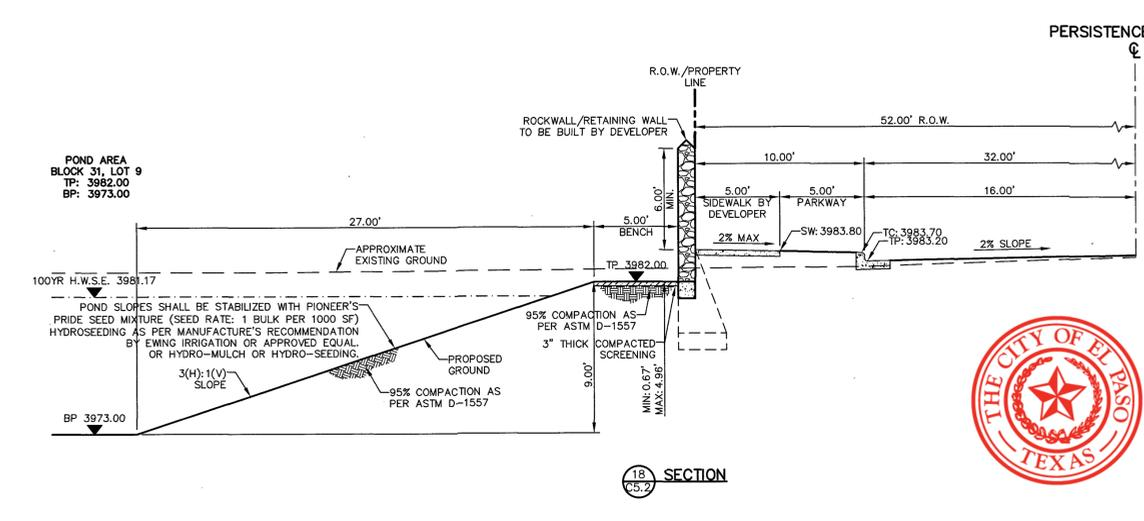 PERSISTENC
℄
R.O.W./PROPERTY
LINE
ROCKWALL/RETAINING WALL
TO BE BUILT BY DEVELOPER
52.00' R.O.W.
POND AREA
BLOCK 31, LOT 9
TP: 3982.00
BP: 3973.00
10.00'
32.00'
6.00'
MIN.
5.00'
SIDEWALK BY
DEVELOPER
5.00'
PARKWAY
16.00'
27.00'
5.00'
BENCH
2% MAX
SW: 3983.80
TC: 3983.70
TP: 3983.20
2% SLOPE
APPROXIMATE
EXISTING GROUND
TP 3982.00
100YR H.W.S.E. 3981.17
POND SLOPES SHALL BE STABILIZED WITH PIONEER'S
PRIDE SEED MIXTURE (SEED RATE: 1 BULK PER 1000 SF)
HYDROSEEDING AS PER MANUFACTURE'S RECOMMENDATION
BY EWING IRRIGATION OR APPROVED EQUAL.
OR HYDRO-MULCH OR HYDRO-SEEDING.
95% COMPACTION AS
PER ASTM D-1557
3" THICK COMPACTED
SCREENING
PROPOSED
GROUND
3(H):1(V)
SLOPE
95% COMPACTION AS
PER ASTM D-1557
9.00'
MIN: 0.67'
MAX: 4.96'
BP 3973.00
18
C5.2
SECTION
THE CITY OF EL PASO
TEXAS